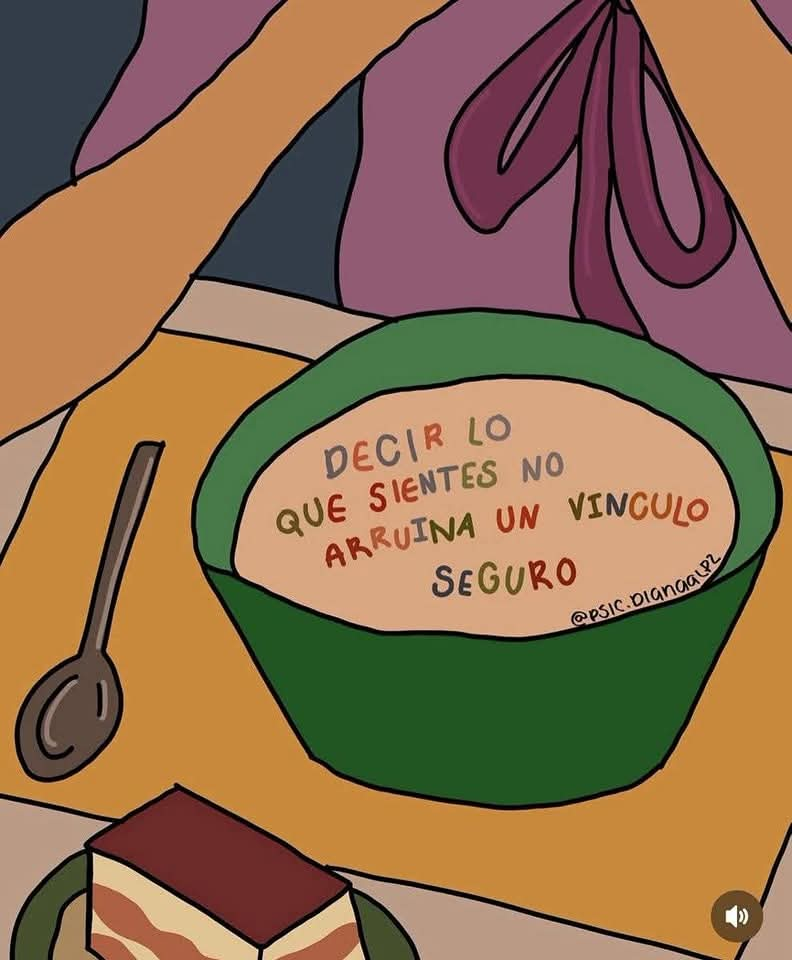 DECIR LO
QUE SIENTES NO
ARRUINA UN VINCULO
SEGURO
@PSIC.DIANAALPZ